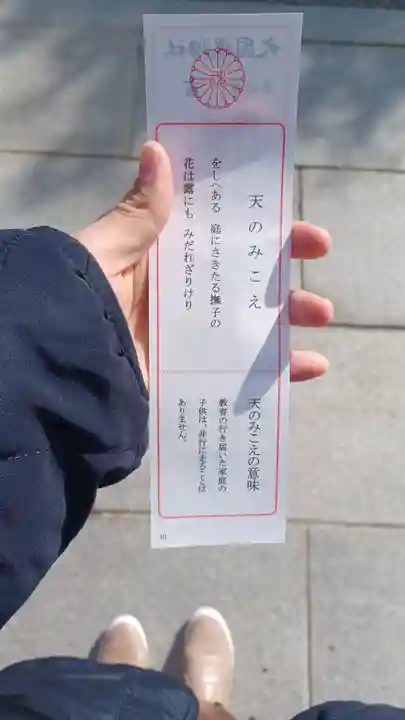 天のみこえ
をしへある 庭にさきたる撫子の
花は露にも みだれざりけり
天のみこえの意味
教育の行き届いた家庭の
子供は、非行に走ることは
ありません。